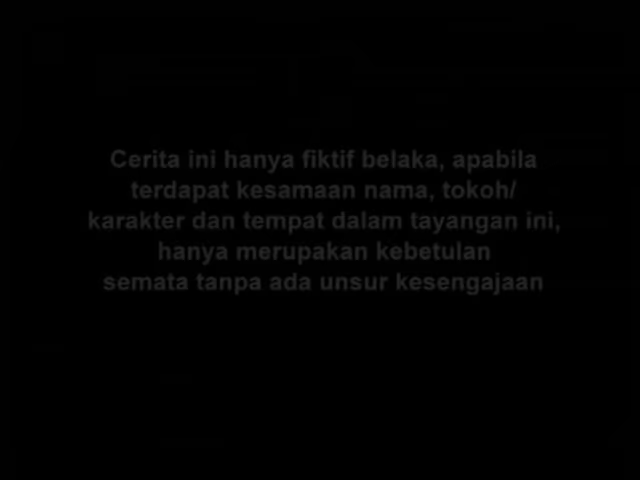 Cerita ini hanya fiktif belaka, apabila
terdapat kesamaan nama, tokoh/
karakter dan tempat dalam tayangan ini,
hanya merupakan kebetulan
semata tanpa ada unsur kesengajaan